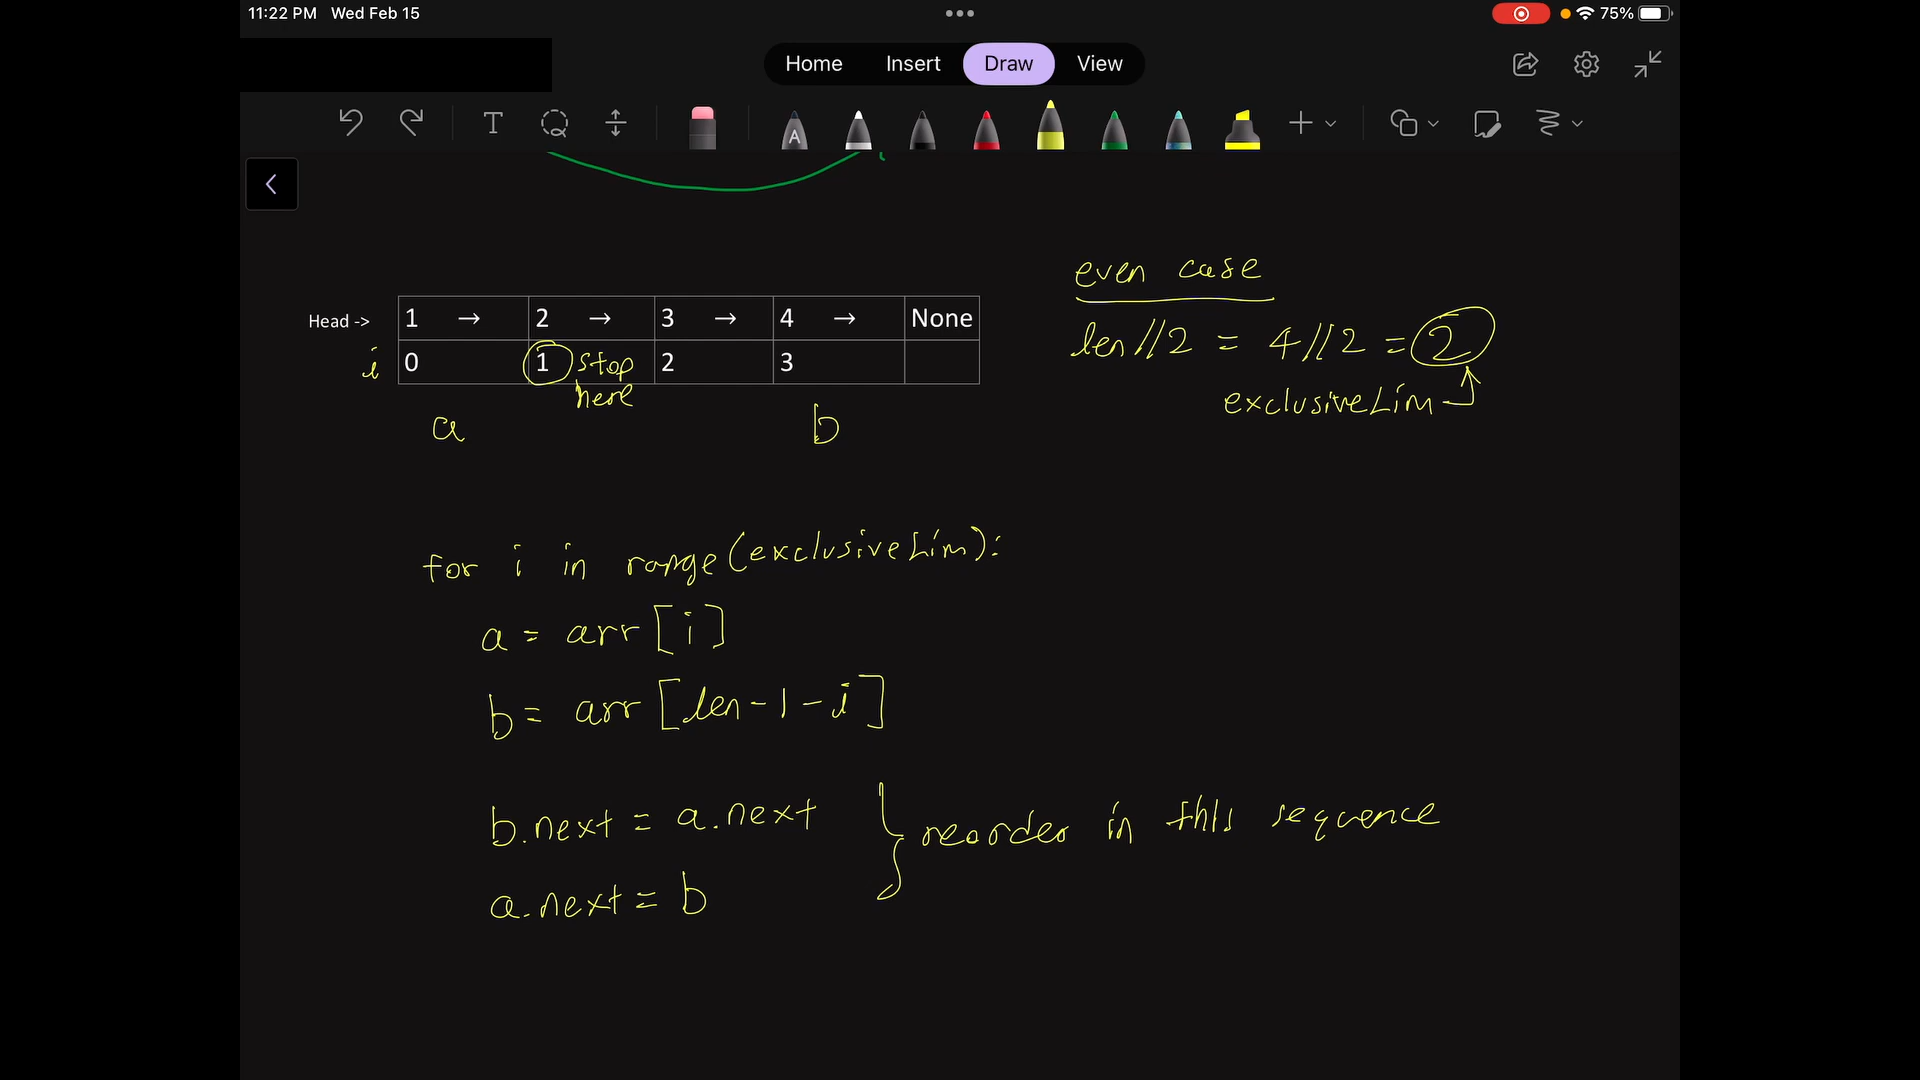 11:22 PM Wed Feb 15
75%
Home Insert Draw View
T
A
even case
Head -> 1 → 2 → 3 → 4 → None
len//2 = 4//2 = 2
i 0 1 stop here 2 3
exclusiveLim
a b
for i in range(exclusiveLim):
a = arr[i]
b = arr[len-1-i]
b.next = a.next
reorder in this sequence
a.next = b